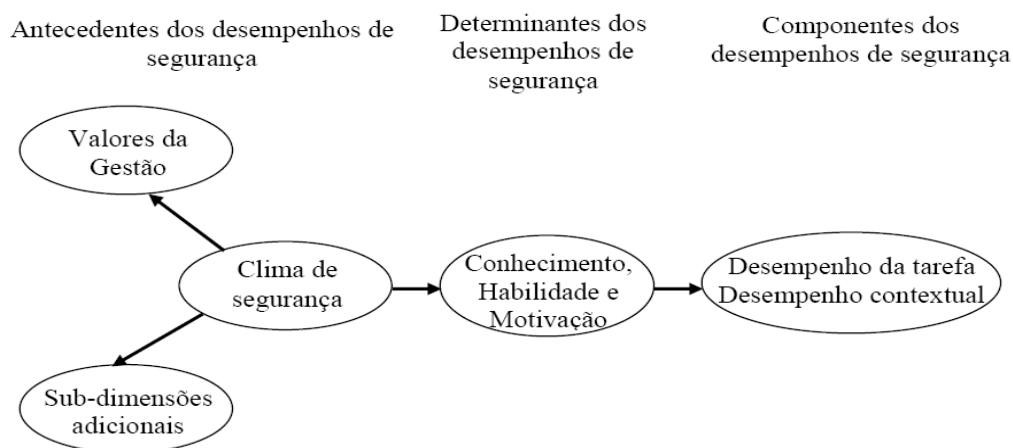 Antecedentes dos desempenhos de
segurança
Determinantes dos
desempenhos de
segurança
Componentes dos
desempenhos de segurança
Valores da
Gestão
Clima de
segurança
Conhecimento,
Habilidade e
Motivação
Desempenho da tarefa
Desempenho contextual
Sub-dimensões
adicionais